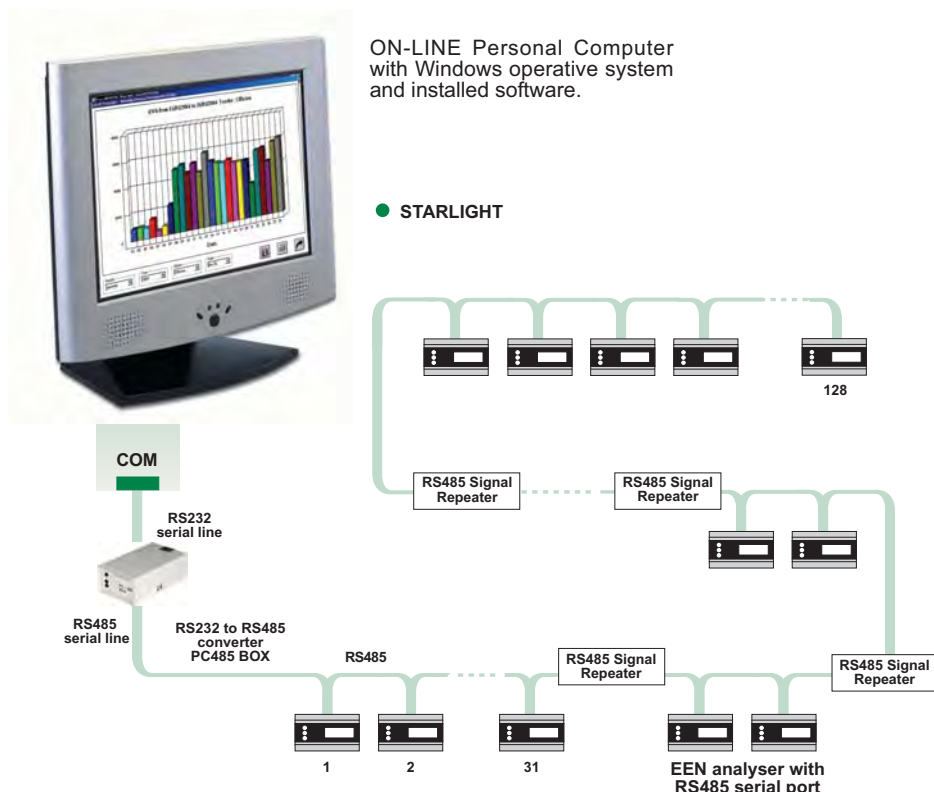 ON-LINE Personal Computer
with Windows operative system
and installed software.
STARLIGHT
128
COM
RS485 Signal
Repeater
RS485 Signal
Repeater
RS232
serial line
RS485
serial line
RS232 to RS485
converter
PC485 BOX
RS485
RS485 Signal
Repeater
RS485 Signal
Repeater
1
2
31
EEN analyser with
RS485 serial port